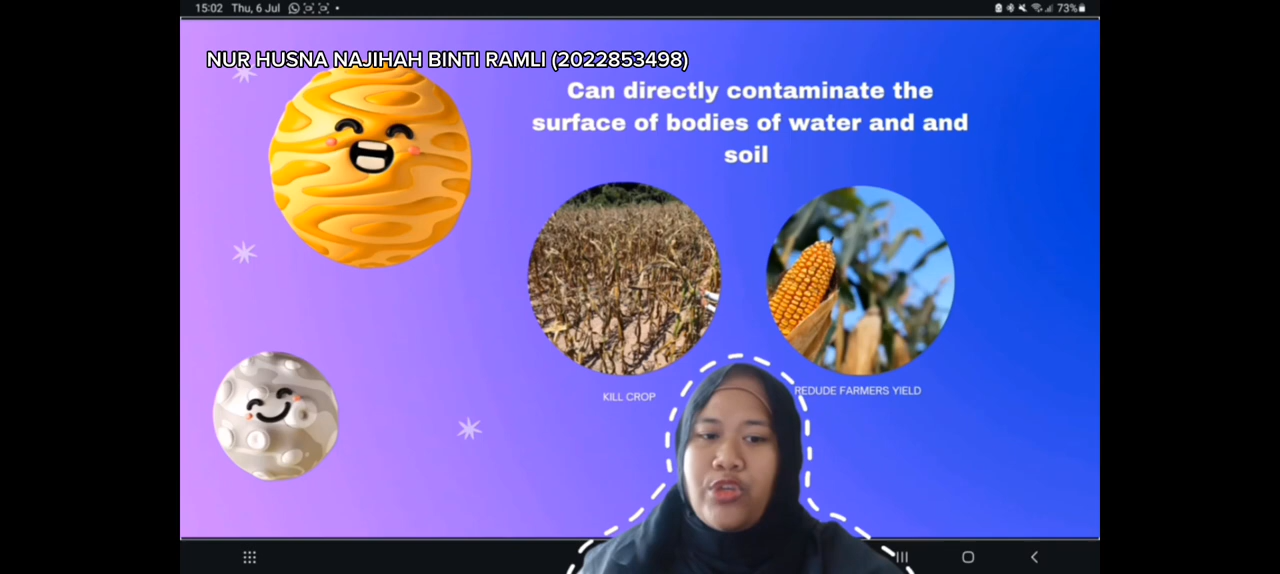 15:02 Thu, 6 Jul
73%
NUR HUSNA NAJIHAH BINTI RAMLI (2022853498)
Can directly contaminate the
surface of bodies of water and and
soil
KILL CROP
REDUDE FARMERS YIELD